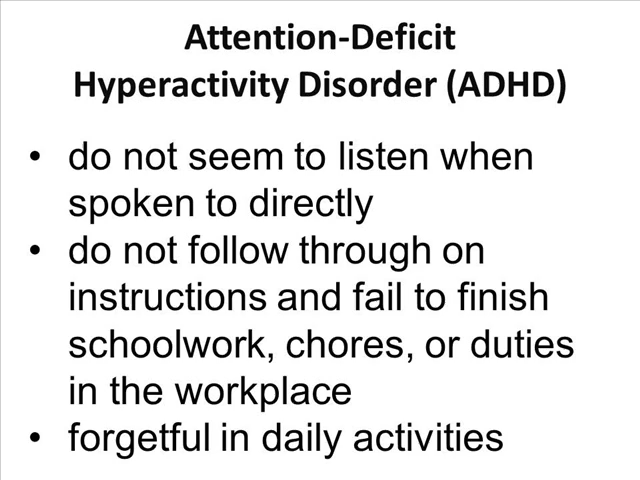 Attention-Deficit
Hyperactivity Disorder (ADHD)
• do not seem to listen when
spoken to directly
• do not follow through on
instructions and fail to finish
schoolwork, chores, or duties
in the workplace
• forgetful in daily activities